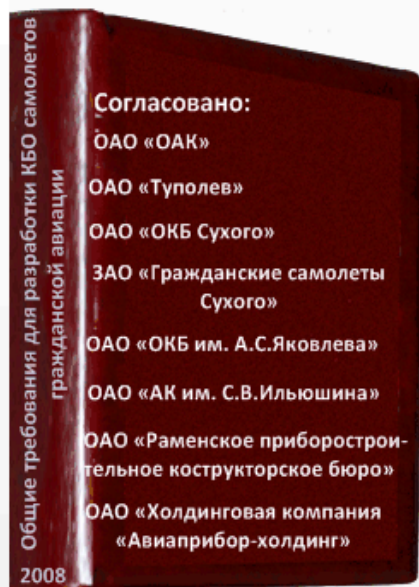 Общие требования для разработки КБО самолетов
гражданской авиации
2008
Согласовано:
ОАО «ОАК»
ОАО «Туполев»
ОАО «ОКБ Сухого»
ЗАО «Гражданские самолеты
Сухого»
ОАО «ОКБ им. А.С.Яковлева»
ОАО «АК им. С.В.Ильюшина»
ОАО «Раменское приборострои-
тельное кострукторское бюро»
ОАО «Холдинговая компания
«Авиаприбор-холдинг»